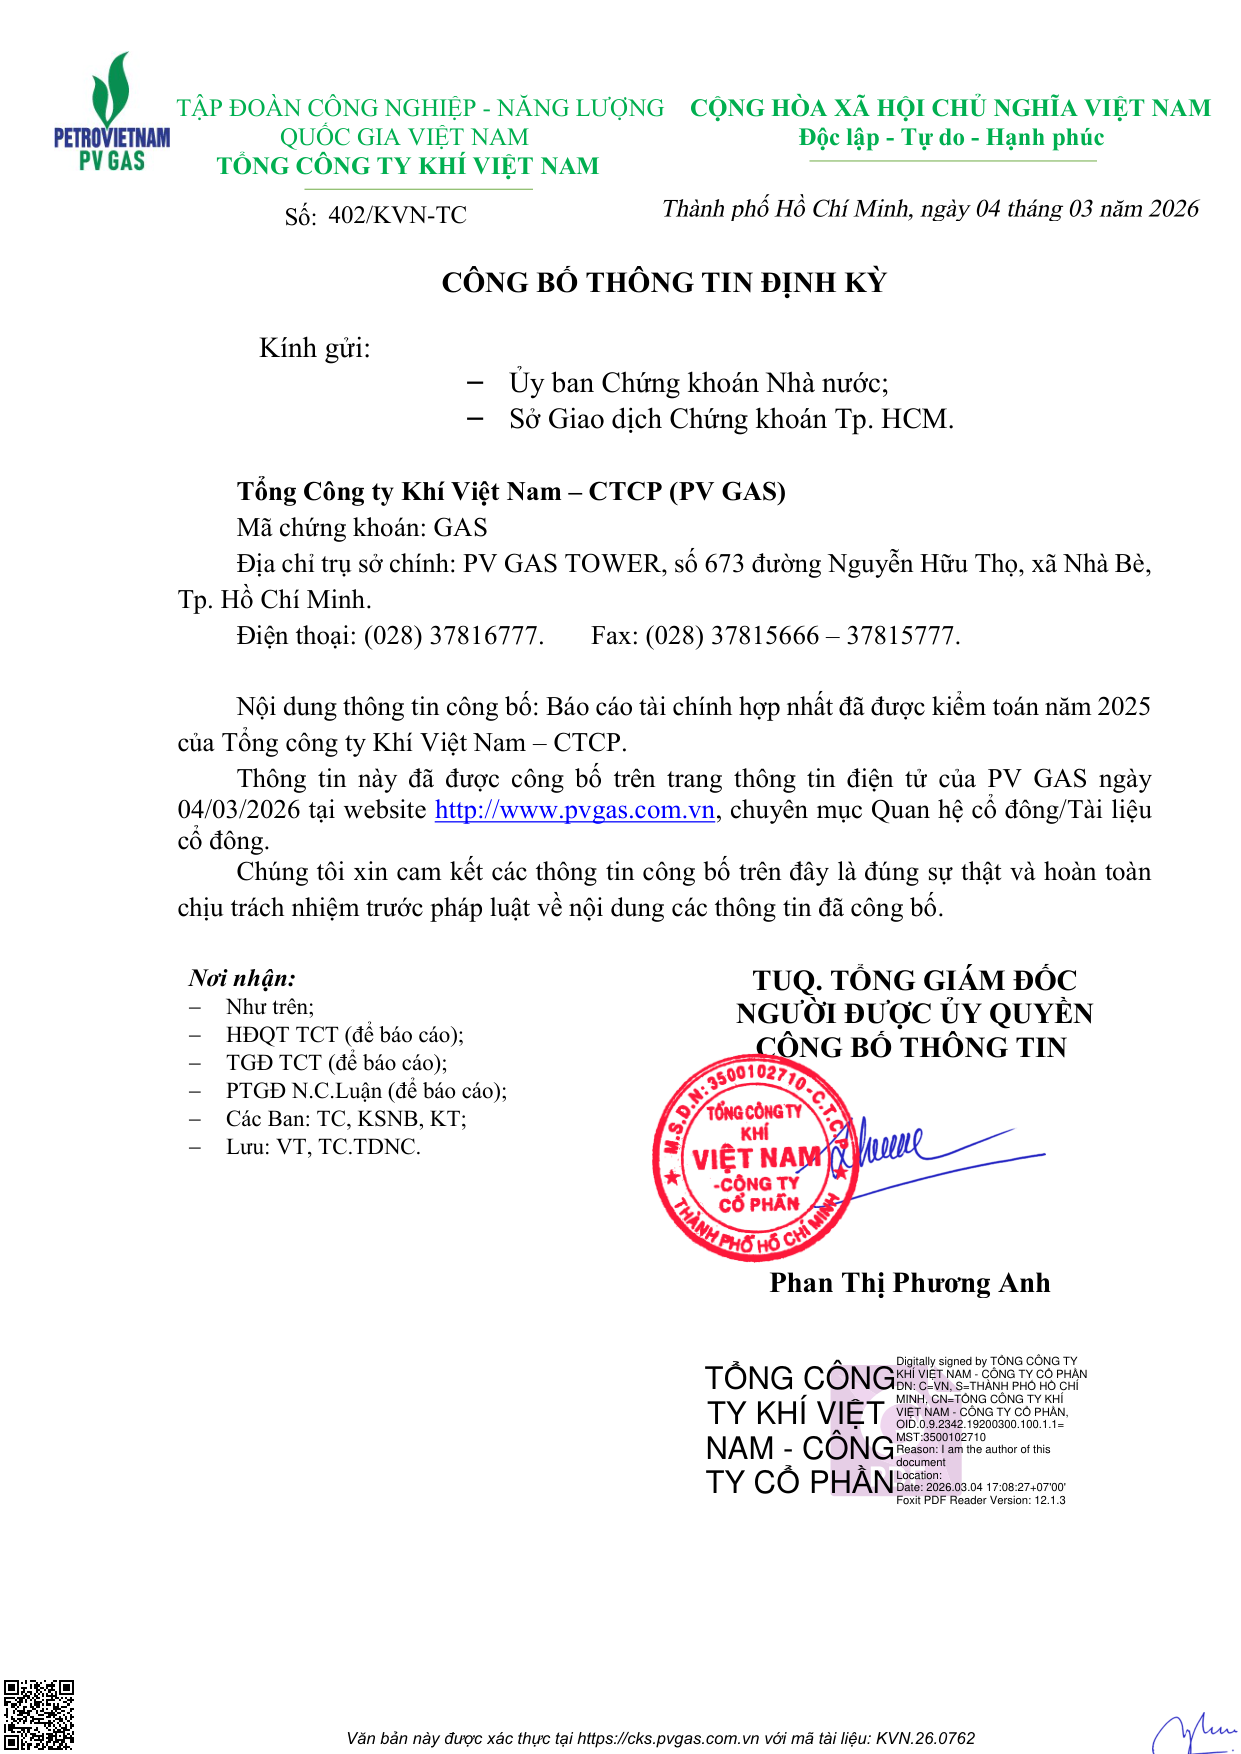 PETROVIETNAM
PV GAS
TẬP ĐOÀN CÔNG NGHIỆP - NĂNG LƯỢNG
QUỐC GIA VIỆT NAM
TỔNG CÔNG TY KHÍ VIỆT NAM
CỘNG HÒA XÃ HỘI CHỦ NGHĨA VIỆT NAM
Độc lập - Tự do - Hạnh phúc
Số: 402/KVN-TC
Thành phố Hồ Chí Minh, ngày 04 tháng 03 năm 2026
CÔNG BỐ THÔNG TIN ĐỊNH KỲ
Kính gửi:
− Ủy ban Chứng khoán Nhà nước;
− Sở Giao dịch Chứng khoán Tp. HCM.
Tổng Công ty Khí Việt Nam – CTCP (PV GAS)
Mã chứng khoán: GAS
Địa chỉ trụ sở chính: PV GAS TOWER, số 673 đường Nguyễn Hữu Thọ, xã Nhà Bè,
Tp. Hồ Chí Minh.
Điện thoại: (028) 37816777. Fax: (028) 37815666 – 37815777.
Nội dung thông tin công bố: Báo cáo tài chính hợp nhất đã được kiểm toán năm 2025
của Tổng công ty Khí Việt Nam – CTCP.
Thông tin này đã được công bố trên trang thông tin điện tử của PV GAS ngày
04/03/2026 tại website http://www.pvgas.com.vn, chuyên mục Quan hệ cổ đông/Tài liệu
cổ đông.
Chúng tôi xin cam kết các thông tin công bố trên đây là đúng sự thật và hoàn toàn
chịu trách nhiệm trước pháp luật về nội dung các thông tin đã công bố.
Nơi nhận:
– Như trên;
– HĐQT TCT (để báo cáo);
– TGĐ TCT (để báo cáo);
– PTGĐ N.C.Luận (để báo cáo);
– Các Ban: TC, KSNB, KT;
– Lưu: VT, TC.TDNC.
TUQ. TỔNG GIÁM ĐỐC
NGƯỜI ĐƯỢC ỦY QUYỀN
CÔNG BỐ THÔNG TIN
M.S.D.N: 3500102710-C.T.C.P
TỔNG CÔNG TY
KHÍ
VIỆT NAM
-CÔNG TY
CỔ PHẦN
★ THÀNH PHỐ HỒ CHÍ MINH ★
Phan Thị Phương Anh
TỔNG CÔNG
TY KHÍ VIỆT
NAM - CÔNG
TY CỔ PHẦN
Digitally signed by TỔNG CÔNG TY
KHÍ VIỆT NAM - CÔNG TY CỔ PHẦN
DN: C=VN, S=THÀNH PHỐ HỒ CHÍ
MINH, CN=TỔNG CÔNG TY KHÍ
VIỆT NAM - CÔNG TY CỔ PHẦN,
OID.0.9.2342.19200300.100.1.1=
MST:3500102710
Reason: I am the author of this
document
Location:
Date: 2026.03.04 17:08:27+07'00'
Foxit PDF Reader Version: 12.1.3
Văn bản này được xác thực tại https://cks.pvgas.com.vn với mã tài liệu: KVN.26.0762